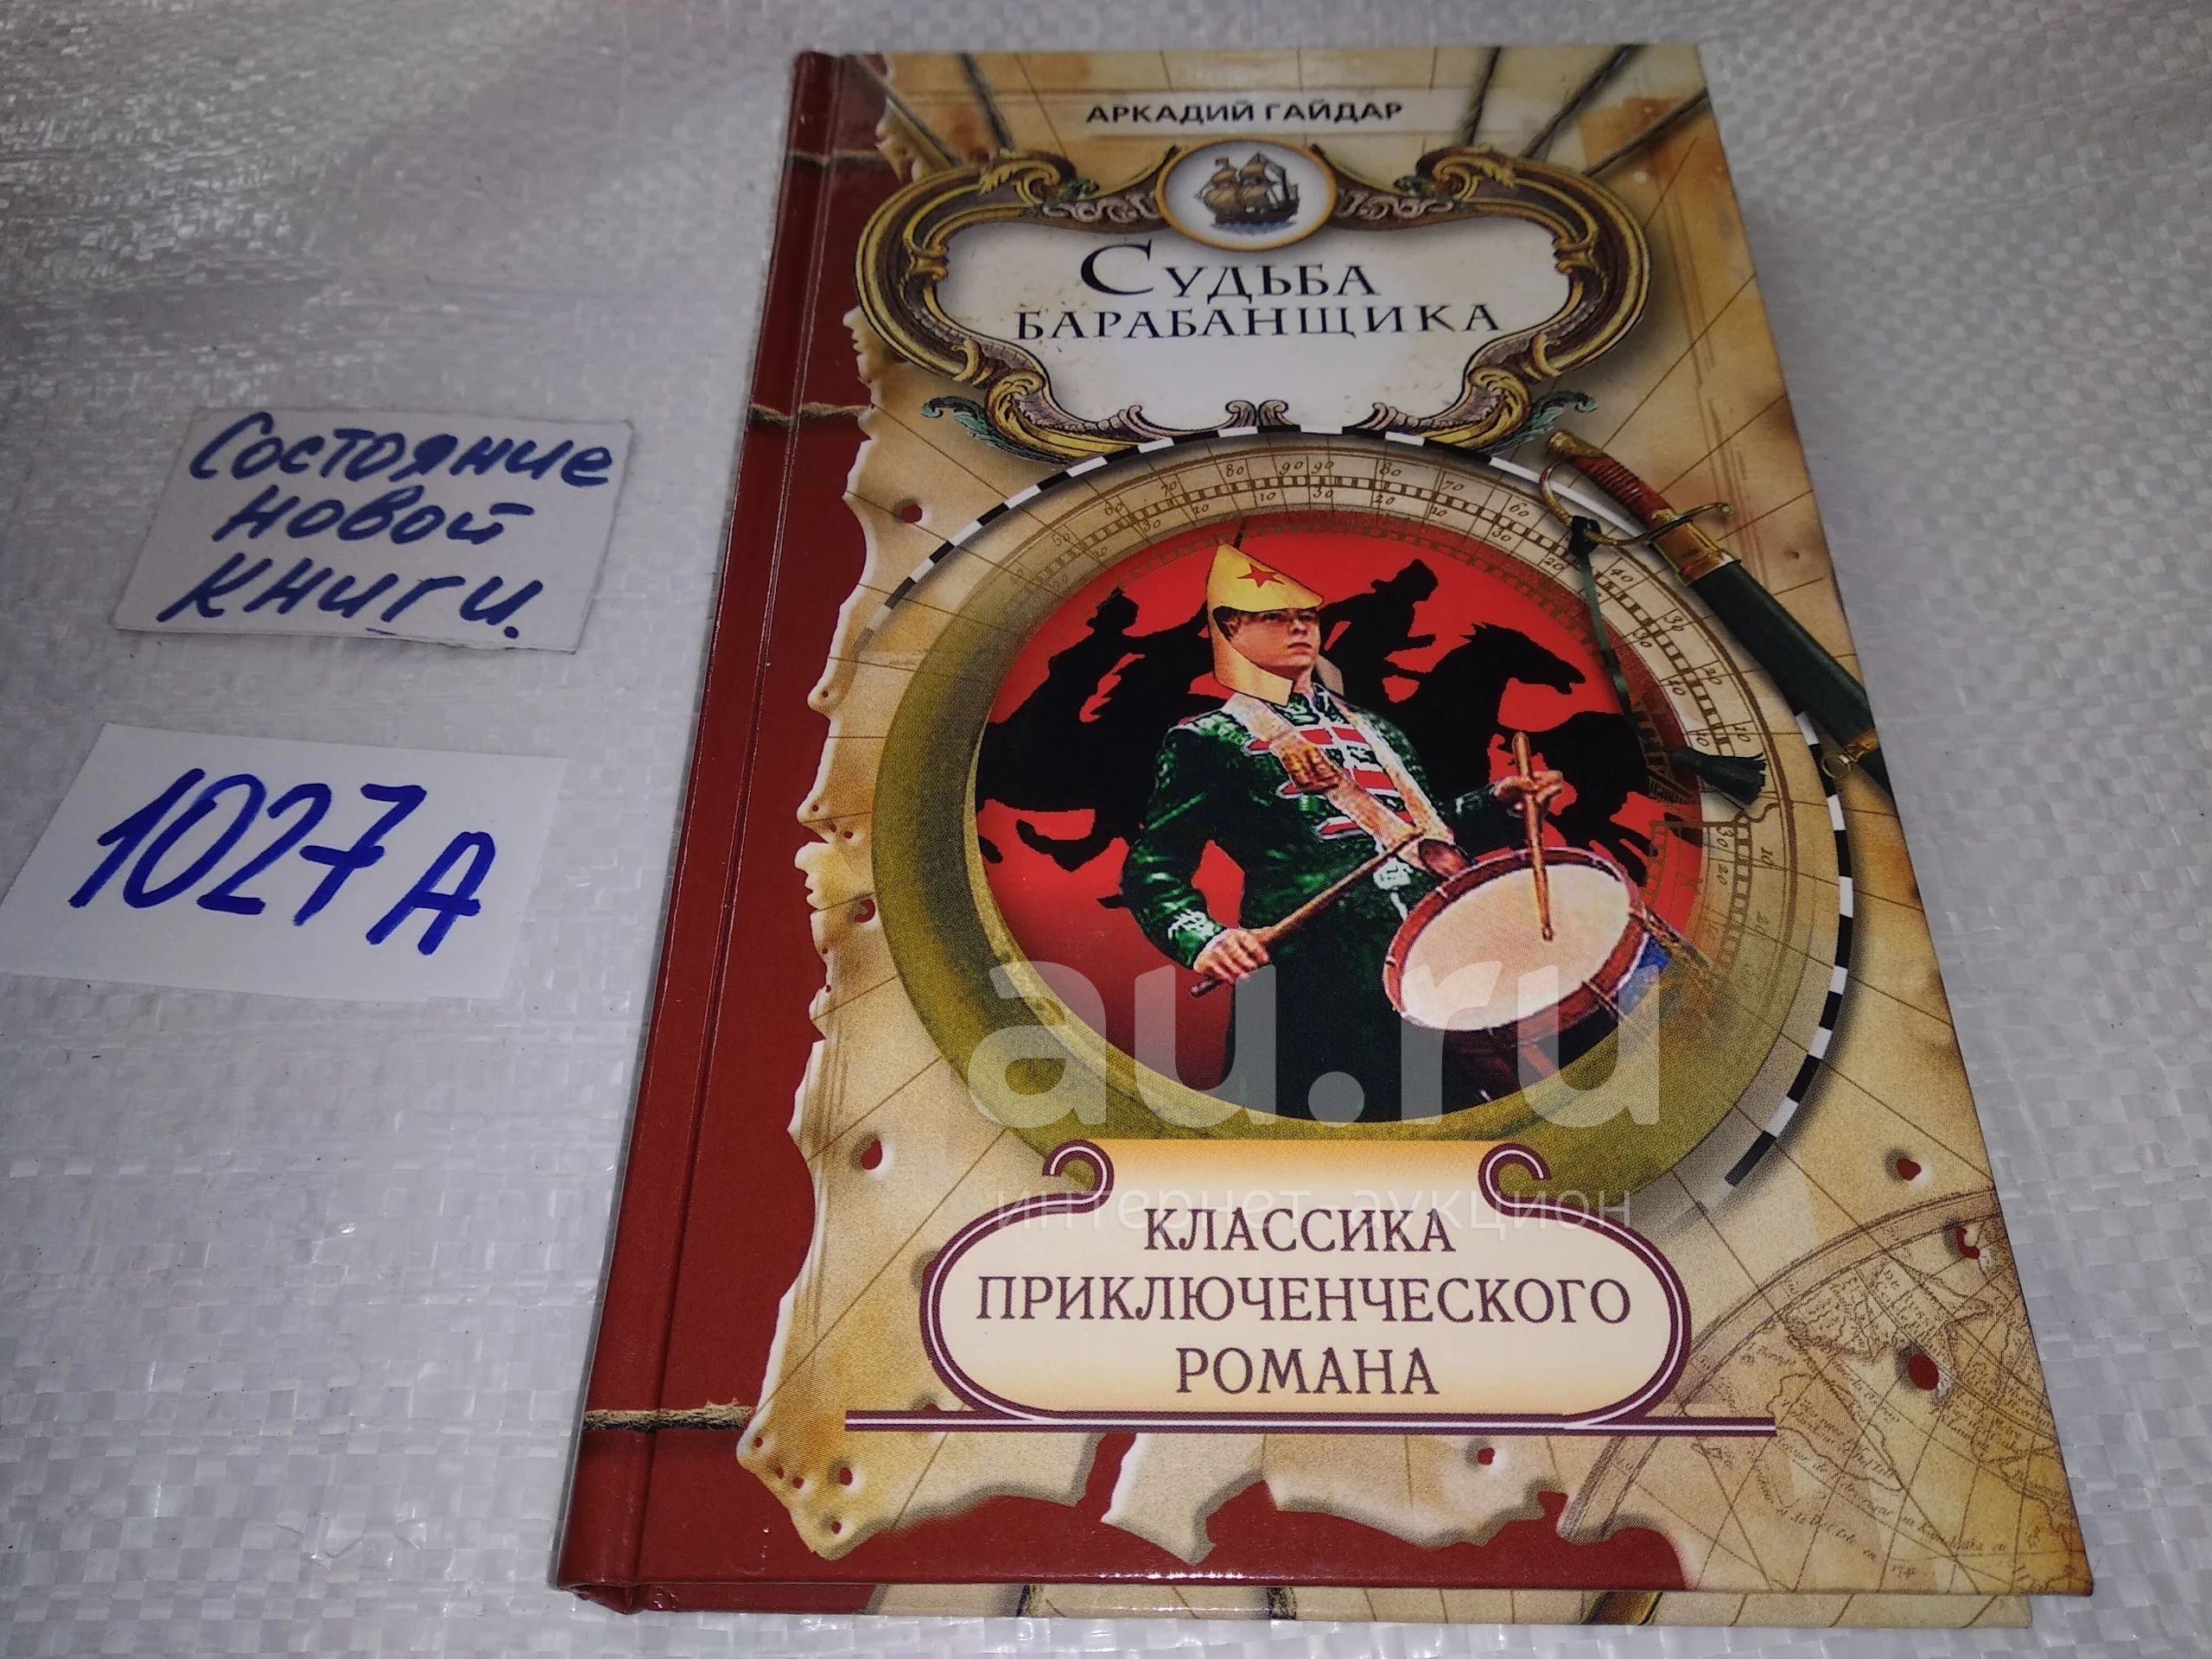 АРКАДИЙ ГАЙДАР
СУДЬБА
БАРАБАНЩИКА
Состояние
новой
книги.
1027А
au.ru
интернет-аукцион
КЛАССИКА
ПРИКЛЮЧЕНЧЕСКОГО
РОМАНА